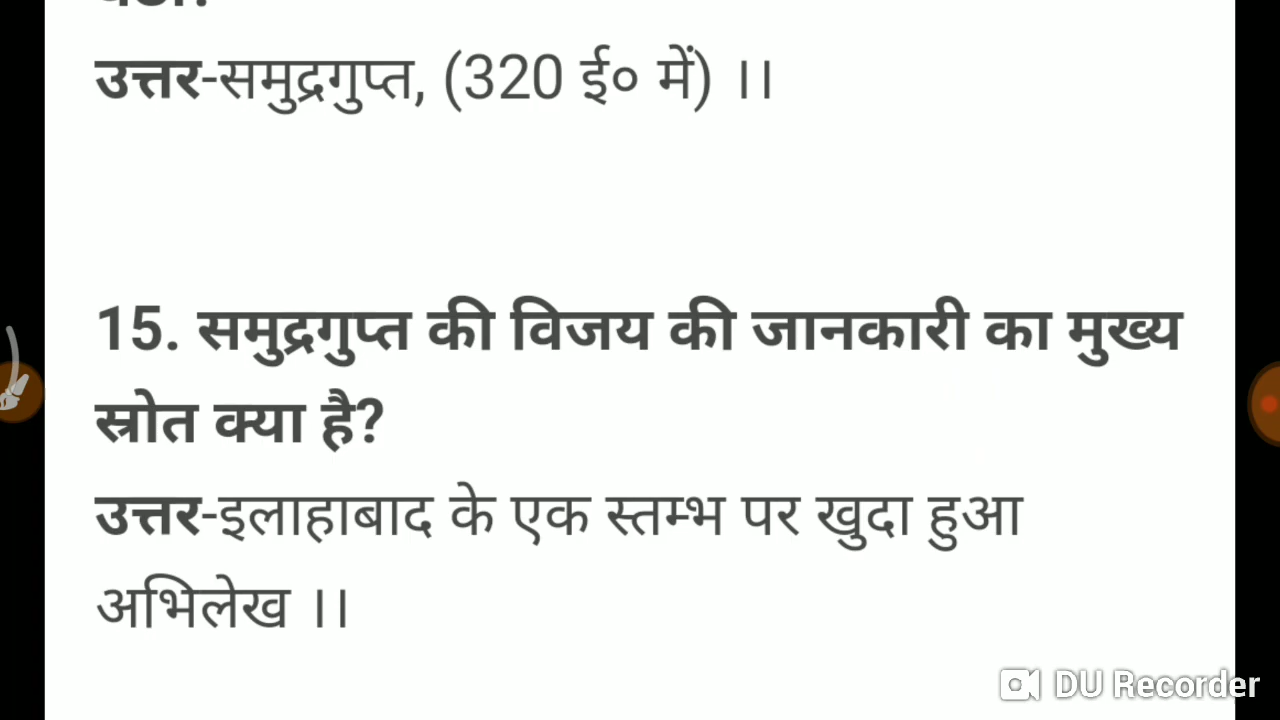 उत्तर-समुद्रगुप्त, (320 ई० में) ।।
15. समुद्रगुप्त की विजय की जानकारी का मुख्य
स्रोत क्या है?
उत्तर-इलाहाबाद के एक स्तम्भ पर खुदा हुआ
अभिलेख ।।
DU Recorder